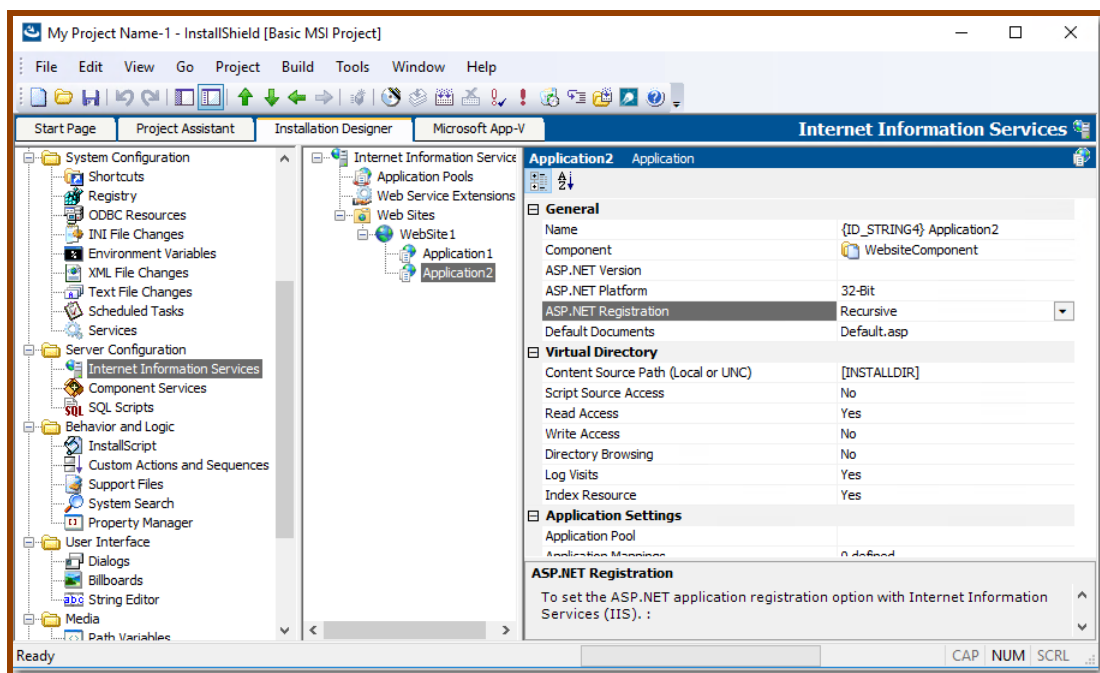 My Project Name-1 - InstallShield [Basic MSI Project]
File Edit View Go Project Build Tools Window Help
Start Page Project Assistant Installation Designer Microsoft App-V Internet Information Services
System Configuration
Shortcuts
Registry
ODBC Resources
INI File Changes
Environment Variables
XML File Changes
Text File Changes
Scheduled Tasks
Services
Server Configuration
Internet Information Services
Component Services
SQL SQL Scripts
Behavior and Logic
InstallScript
Custom Actions and Sequences
Support Files
System Search
Property Manager
User Interface
Dialogs
Billboards
abc String Editor
Media
Path Variables
Internet Information Service
Application Pools
Web Service Extensions
Web Sites
WebSite1
Application1
Application2
Application2 Application
General
Name {ID_STRING4} Application2
Component WebsiteComponent
ASP.NET Version
ASP.NET Platform 32-Bit
ASP.NET Registration Recursive
Default Documents Default.asp
Virtual Directory
Content Source Path (Local or UNC) [INSTALLDIR]
Script Source Access No
Read Access Yes
Write Access No
Directory Browsing No
Log Visits Yes
Index Resource Yes
Application Settings
Application Pool
Application Mappings 0 defined
ASP.NET Registration
To set the ASP.NET application registration option with Internet Information
Services (IIS). :
Ready CAP NUM SCRL